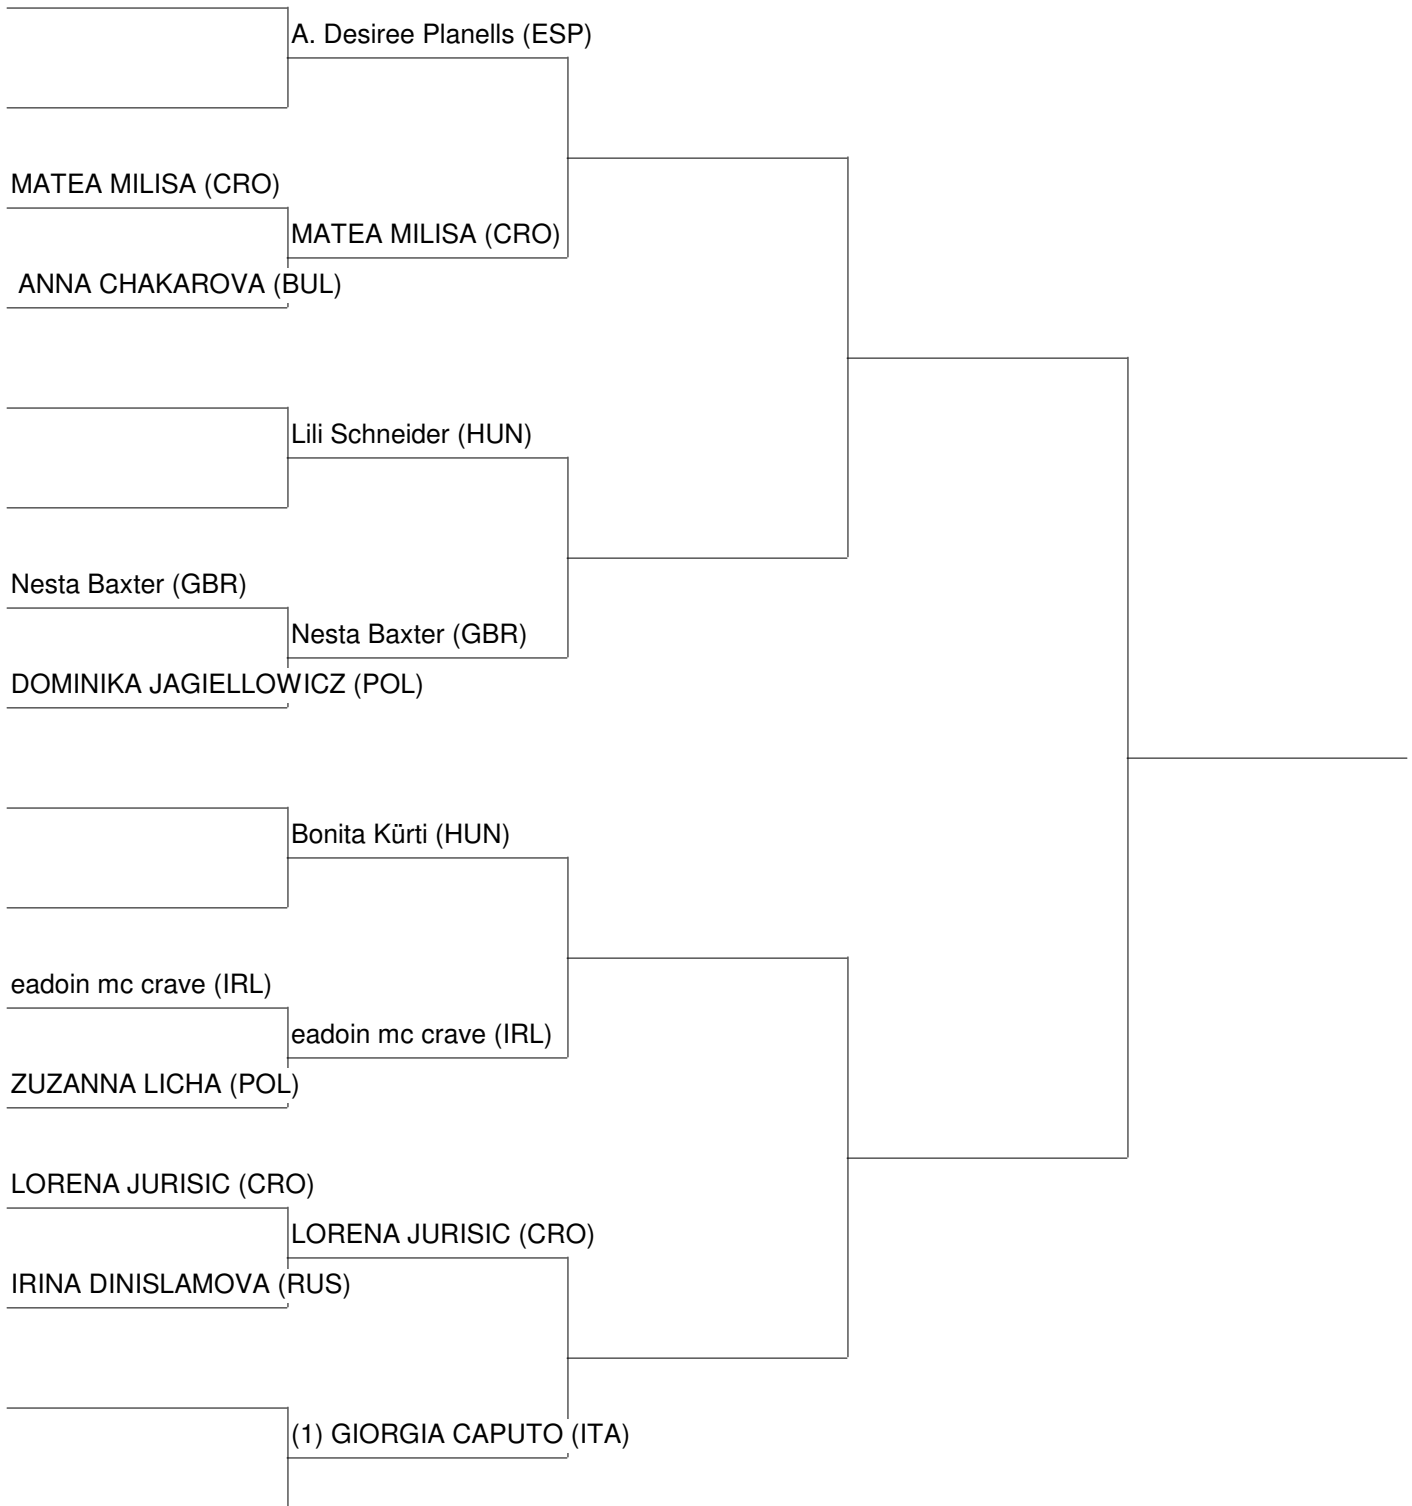 A. Desiree Planells (ESP)
MATEA MILISA (CRO)
MATEA MILISA (CRO)
ANNA CHAKAROVA (BUL)
Lili Schneider (HUN)
Nesta Baxter (GBR)
Nesta Baxter (GBR)
DOMINIKA JAGIELLOWICZ (POL)
Bonita Kürti (HUN)
eadoin mc crave (IRL)
eadoin mc crave (IRL)
ZUZANNA LICHA (POL)
LORENA JURISIC (CRO)
LORENA JURISIC (CRO)
IRINA DINISLAMOVA (RUS)
(1) GIORGIA CAPUTO (ITA)